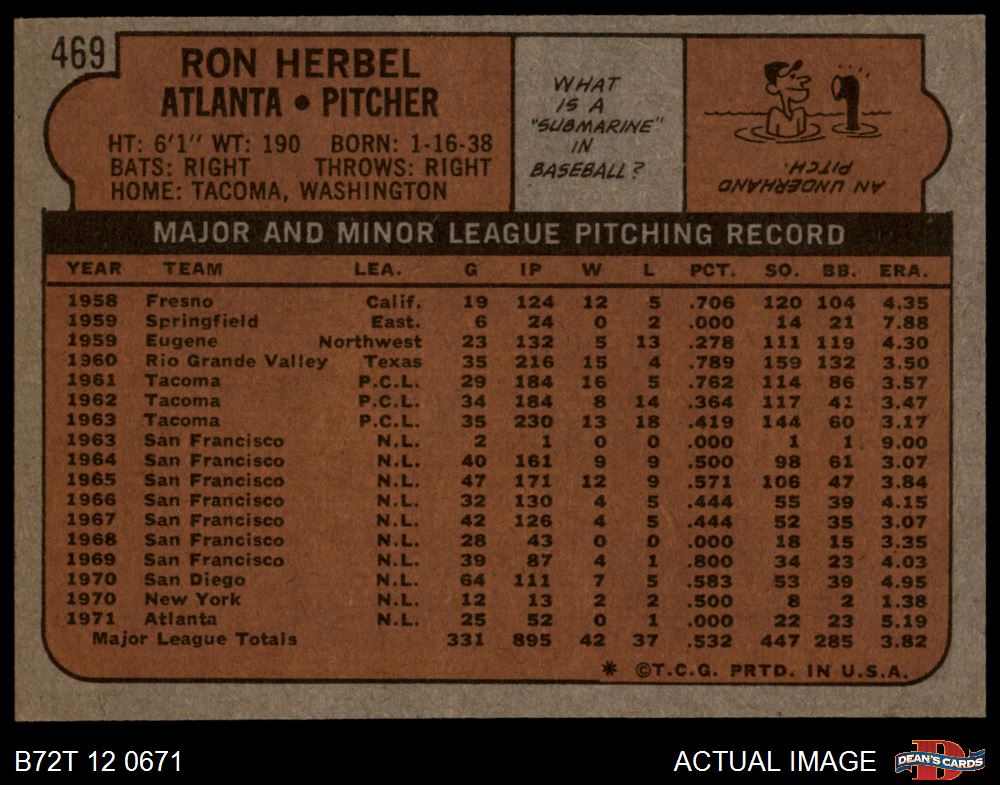 469
RON HERBEL
ATLANTA • PITCHER
HT: 6'1" WT: 190 BORN: 1-16-38
BATS: RIGHT THROWS: RIGHT
HOME: TACOMA, WASHINGTON
WHAT
IS A
"SUBMARINE"
IN
BASEBALL?
AN UNDERHAND
PITCH.
MAJOR AND MINOR LEAGUE PITCHING RECORD
YEAR TEAM LEA. G IP W L PCT. SO. BB. ERA.
1958 Fresno Calif. 19 124 12 5 .706 120 104 4.35
1959 Springfield East. 6 24 0 2 .000 14 21 7.88
1959 Eugene Northwest 23 132 5 13 .278 111 119 4.30
1960 Rio Grande Valley Texas 35 216 15 4 .789 159 132 3.50
1961 Tacoma P.C.L. 29 184 16 5 .762 114 86 3.57
1962 Tacoma P.C.L. 34 184 8 14 .364 117 41 3.47
1963 Tacoma P.C.L. 35 230 13 18 .419 144 60 3.17
1963 San Francisco N.L. 2 1 0 0 .000 1 1 9.00
1964 San Francisco N.L. 40 161 9 9 .500 98 61 3.07
1965 San Francisco N.L. 47 171 12 9 .571 106 47 3.84
1966 San Francisco N.L. 32 130 4 5 .444 55 39 4.15
1967 San Francisco N.L. 42 126 4 5 .444 52 35 3.07
1968 San Francisco N.L. 28 43 0 0 .000 18 15 3.35
1969 San Francisco N.L. 39 87 4 1 .800 34 23 4.03
1970 San Diego N.L. 64 111 7 5 .583 53 39 4.95
1970 New York N.L. 12 13 2 2 .500 8 2 1.38
1971 Atlanta N.L. 25 52 0 1 .000 22 23 5.19
Major League Totals 331 895 42 37 .532 447 285 3.82
* ©T.C.G. PRTD. IN U.S.A.
B72T 12 0671
ACTUAL IMAGE
D
DEAN'S CARDS